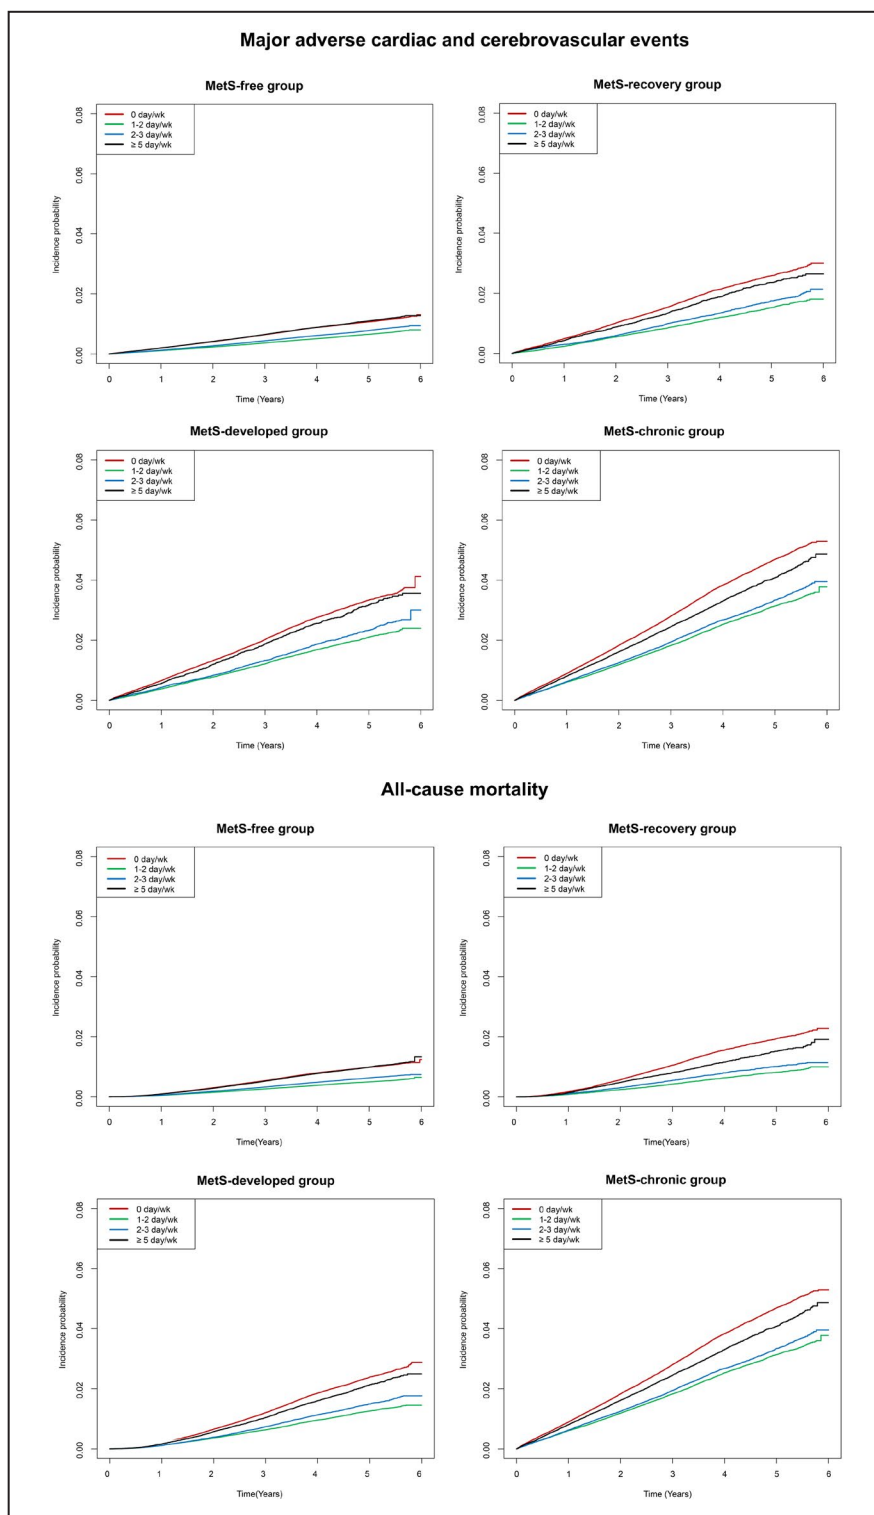 Major adverse cardiac and cerebrovascular events
MetS-free group
0 day/wk
1-2 day/wk
2-3 day/wk
≥ 5 day/wk
Incidence probability
0.08
0.06
0.04
0.02
0.00
0 1 2 3 4 5 6
Time (Years)
MetS-recovery group
0 day/wk
1-2 day/wk
2-3 day/wk
≥ 5 day/wk
Incidence probability
0.08
0.06
0.04
0.02
0.00
0 1 2 3 4 5 6
Time (Years)
MetS-developed group
0 day/wk
1-2 day/wk
2-3 day/wk
≥ 5 day/wk
Incidence probability
0.08
0.06
0.04
0.02
0.00
0 1 2 3 4 5 6
Time (Years)
MetS-chronic group
0 day/wk
1-2 day/wk
2-3 day/wk
≥ 5 day/wk
Incidence probability
0.08
0.06
0.04
0.02
0.00
0 1 2 3 4 5 6
Time (Years)
All-cause mortality
MetS-free group
0 day/wk
1-2 day/wk
2-3 day/wk
≥ 5 day/wk
Incidence probability
0.08
0.06
0.04
0.02
0.00
0 1 2 3 4 5 6
Time(Years)
MetS-recovery group
0 day/wk
1-2 day/wk
2-3 day/wk
≥ 5 day/wk
Incidence probability
0.08
0.06
0.04
0.02
0.00
0 1 2 3 4 5 6
Time(Years)
MetS-developed group
0 day/wk
1-2 day/wk
2-3 day/wk
≥ 5 day/wk
Incidence probability
0.08
0.06
0.04
0.02
0.00
0 1 2 3 4 5 6
Time(Years)
MetS-chronic group
0 day/wk
1-2 day/wk
2-3 day/wk
≥ 5 day/wk
Incidence probability
0.08
0.06
0.04
0.02
0.00
0 1 2 3 4 5 6
Time (Years)